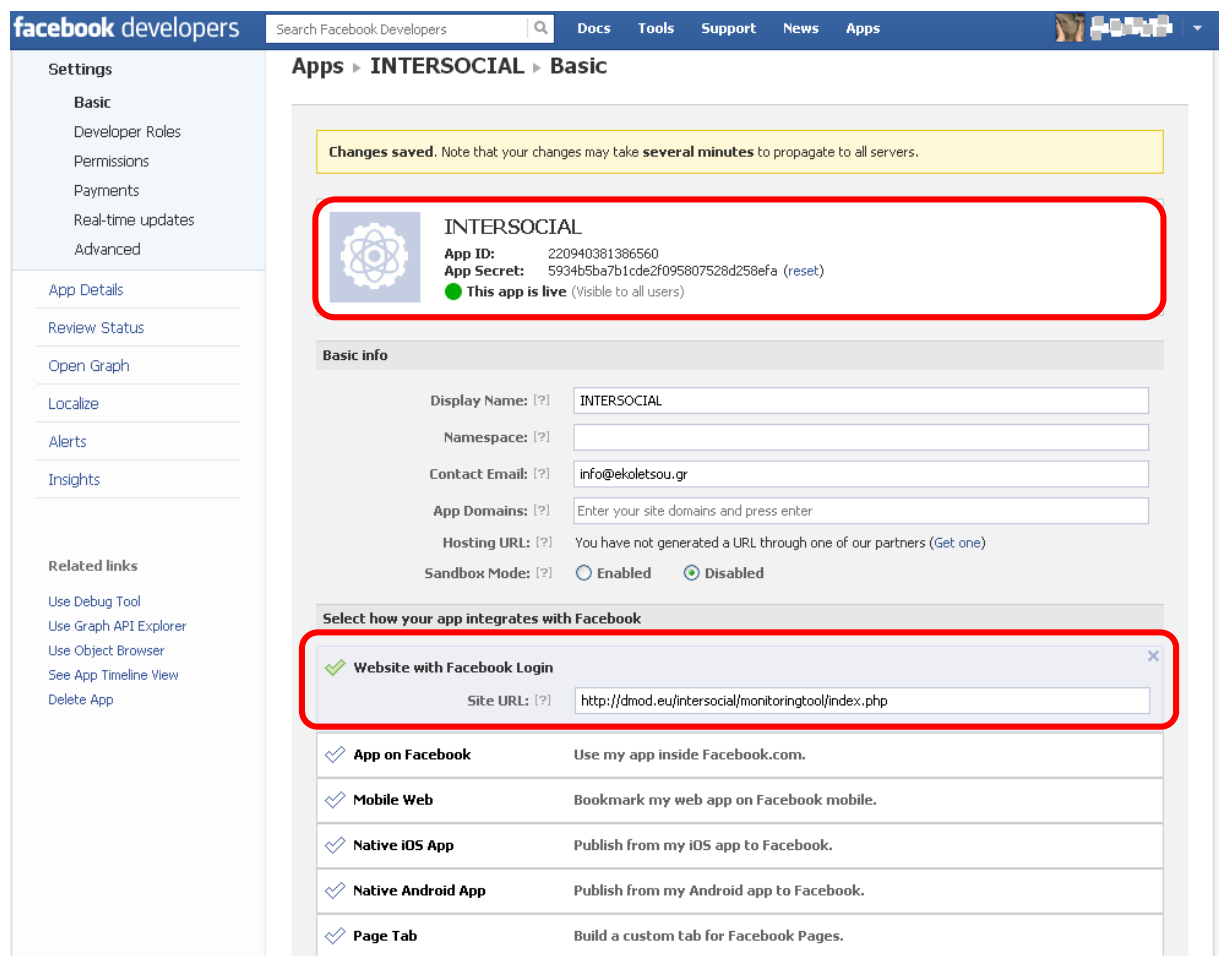 facebook developers Search Facebook Developers Docs Tools Support News Apps
Settings
Basic
Developer Roles
Permissions
Payments
Real-time updates
Advanced
App Details
Review Status
Open Graph
Localize
Alerts
Insights
Related links
Use Debug Tool
Use Graph API Explorer
Use Object Browser
See App Timeline View
Delete App
Apps ▹ INTERSOCIAL ▹ Basic
Changes saved. Note that your changes may take several minutes to propagate to all servers.
INTERSOCIAL
App ID: 220940381386560
App Secret: 5934b5ba7b1cde2f095807528d258efa (reset)
This app is live (Visible to all users)
Basic info
Display Name: [?] INTERSOCIAL
Namespace: [?]
Contact Email: [?] info@ekoletsou.gr
App Domains: [?] Enter your site domains and press enter
Hosting URL: [?] You have not generated a URL through one of our partners (Get one)
Sandbox Mode: [?] Enabled Disabled
Select how your app integrates with Facebook
Website with Facebook Login
Site URL: [?] http://dmod.eu/intersocial/monitoringtool/index.php
App on Facebook Use my app inside Facebook.com.
Mobile Web Bookmark my web app on Facebook mobile.
Native iOS App Publish from my iOS app to Facebook.
Native Android App Publish from my Android app to Facebook.
Page Tab Build a custom tab for Facebook Pages.